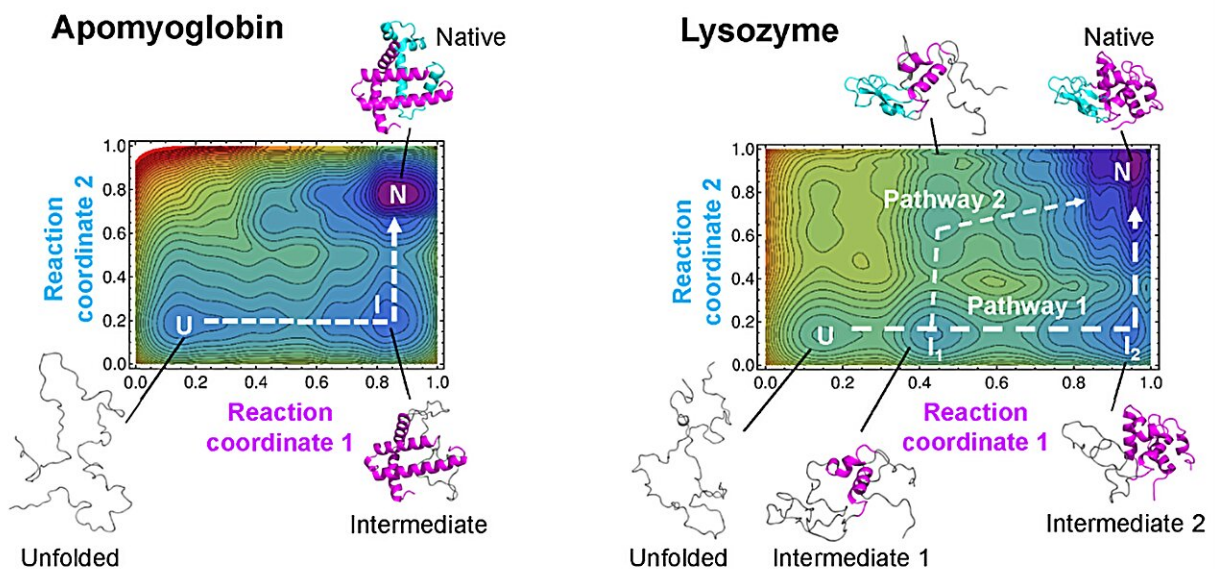 Apomyoglobin
Native
Reaction
coordinate 2
1.0
0.8
0.6
0.4
0.2
0.0
N
I
U
0.0 0.2 0.4 0.6 0.8 1.0
Reaction
coordinate 1
Unfolded
Intermediate
Lysozyme
Native
Reaction
coordinate 2
1.0
0.8
0.6
0.4
0.2
0.0
N
Pathway 2
Pathway 1
U
I1
I2
0.0 0.2 0.4 0.6 0.8 1.0
Reaction
coordinate 1
Unfolded
Intermediate 1
Intermediate 2